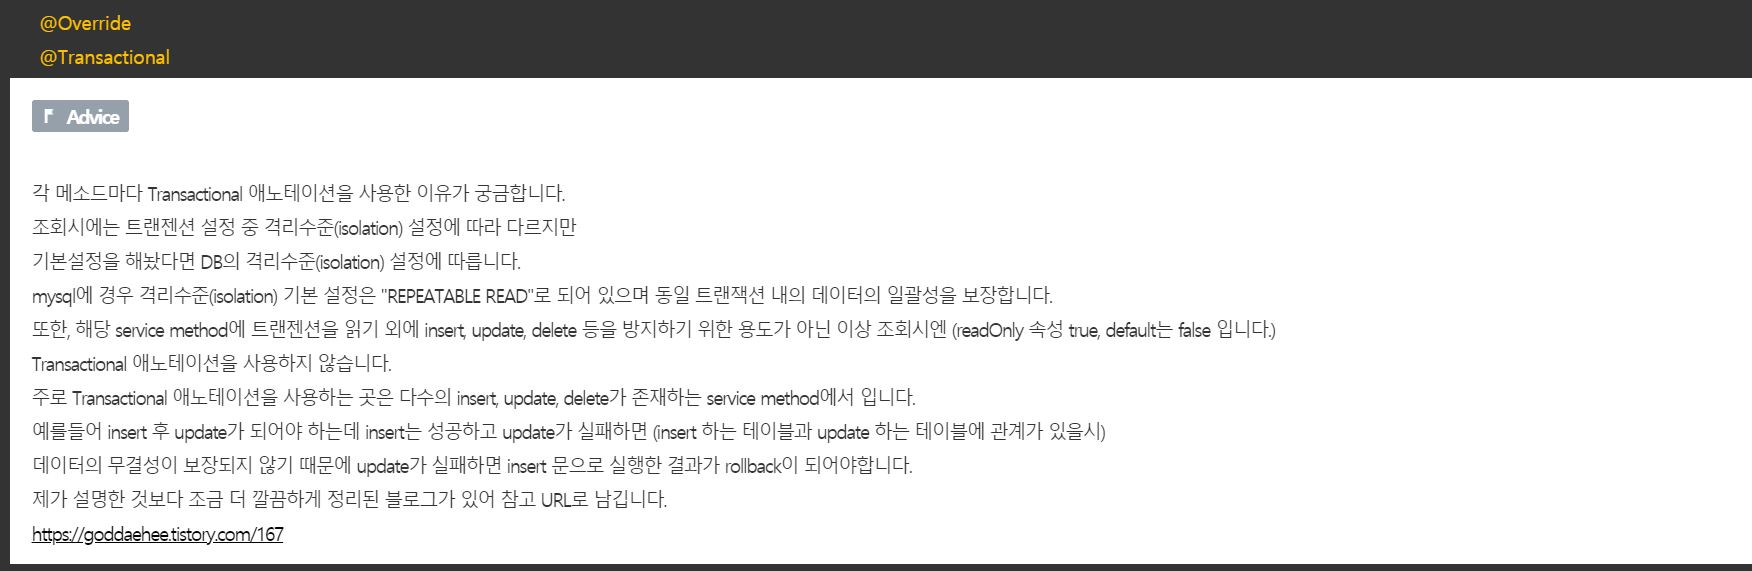 @Override
@Transactional
Advice
각 메소드마다 Transactional 애노테이션을 사용한 이유가 궁금합니다.
조회시에는 트랜젠션 설정 중 격리수준(isolation) 설정에 따라 다르지만
기본설정을 해놨다면 DB의 격리수준(isolation) 설정에 따릅니다.
mysql에 경우 격리수준(isolation) 기본 설정은 "REPEATABLE READ"로 되어 있으며 동일 트랜잭션 내의 데이터의 일괄성을 보장합니다.
또한, 해당 service method에 트랜젠션을 읽기 외에 insert, update, delete 등을 방지하기 위한 용도가 아닌 이상 조회시엔 (readOnly 속성 true, default는 false 입니다.)
Transactional 애노테이션을 사용하지 않습니다.
주로 Transactional 애노테이션을 사용하는 곳은 다수의 insert, update, delete가 존재하는 service method에서 입니다.
예를들어 insert 후 update가 되어야 하는데 insert는 성공하고 update가 실패하면 (insert 하는 테이블과 update 하는 테이블에 관계가 있을시)
데이터의 무결성이 보장되지 않기 때문에 update가 실패하면 insert 문으로 실행한 결과가 rollback이 되어야합니다.
제가 설명한 것보다 조금 더 깔끔하게 정리된 블로그가 있어 참고 URL로 남깁니다.
https://goddaehee.tistory.com/167